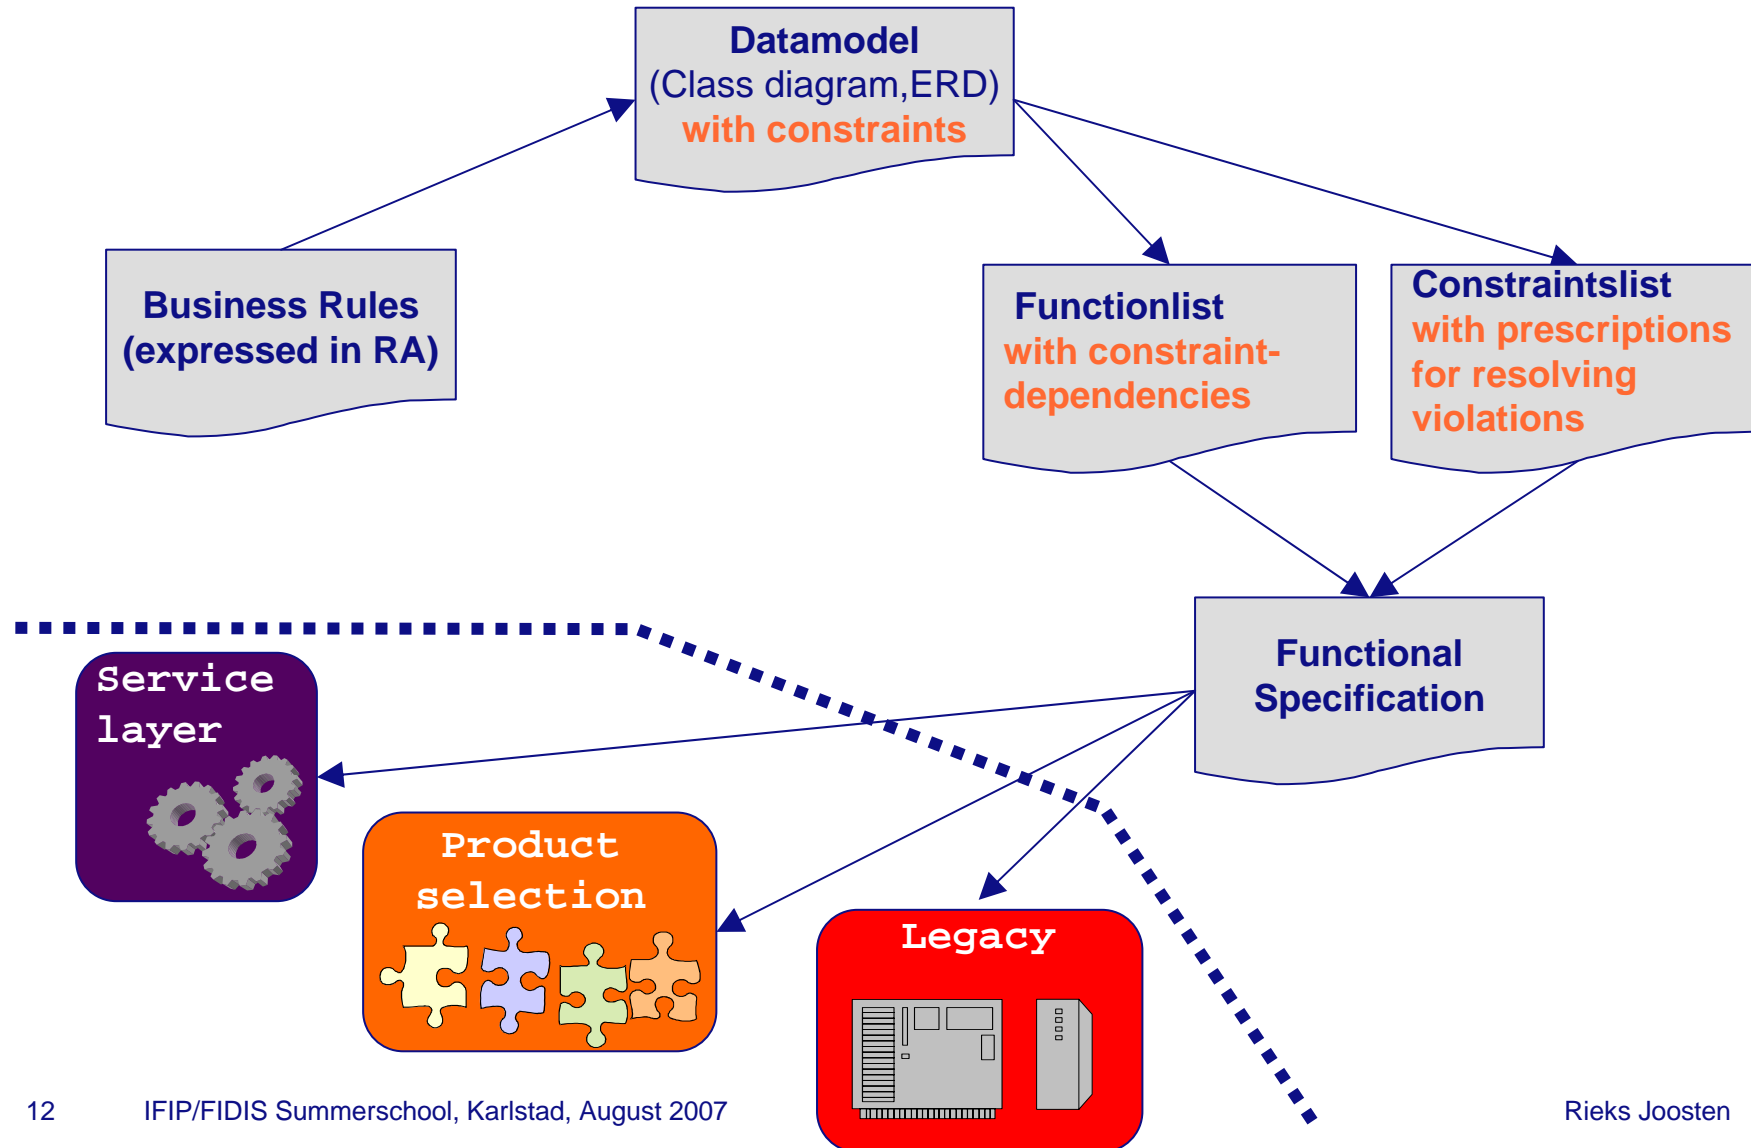 Datamodel
(Class diagram,ERD)
with constraints
Business Rules
(expressed in RA)
Functionlist
with constraint-
dependencies
Constraintslist
with prescriptions
for resolving
violations
Functional
Specification
Service
layer
Product
selection
Legacy
12 IFIP/FIDIS Summerschool, Karlstad, August 2007 Rieks Joosten